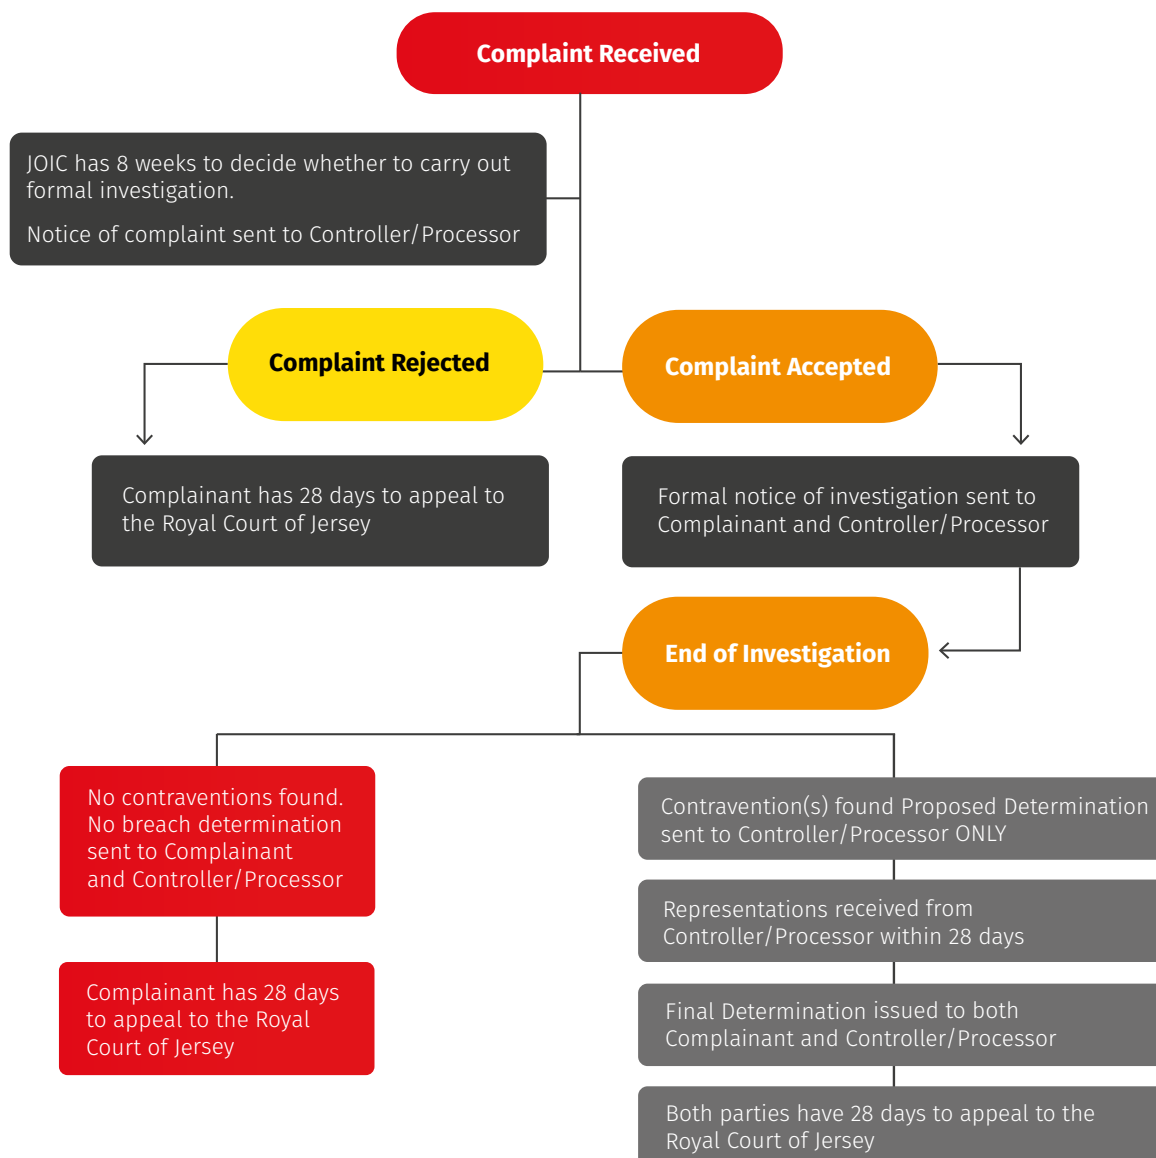 Complaint Received
JOIC has 8 weeks to decide whether to carry out
formal investigation.
Notice of complaint sent to Controller/Processor
Complaint Rejected
Complaint Accepted
Complainant has 28 days to appeal to
the Royal Court of Jersey
Formal notice of investigation sent to
Complainant and Controller/Processor
End of Investigation
No contraventions found.
No breach determination
sent to Complainant
and Controller/Processor
Complainant has 28 days
to appeal to the Royal
Court of Jersey
Contravention(s) found Proposed Determination
sent to Controller/Processor ONLY
Representations received from
Controller/Processor within 28 days
Final Determination issued to both
Complainant and Controller/Processor
Both parties have 28 days to appeal to the
Royal Court of Jersey